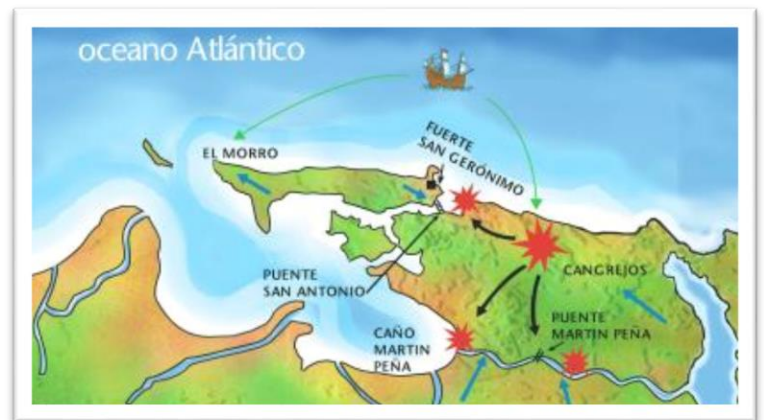 oceano Atlántico
EL MORRO
FUERTE
SAN GERÓNIMO
PUENTE
SAN ANTONIO
CANGREJOS
CAÑO
MARTIN
PEÑA
PUENTE
MARTIN PEÑA